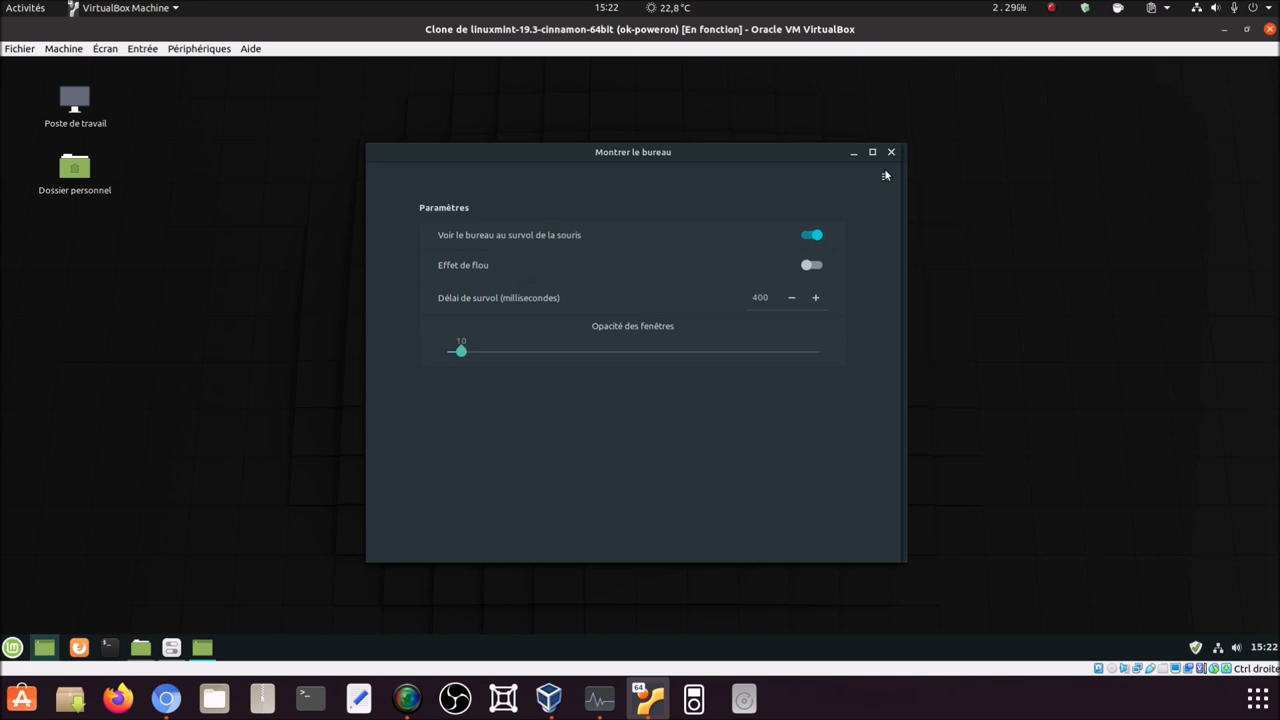 Activités
VirtualBox Machine
15:22
22,8°C
2.29GHz
Clone de linuxmint-19.3-cinnamon-64bit (ok-poweron) [En fonction] - Oracle VM VirtualBox
Fichier Machine Écran Entrée Périphériques Aide
Poste de travail
Dossier personnel
Montrer le bureau
Paramètres
Voir le bureau au survol de la souris
Effet de flou
Délai de survol (millisecondes) 400 − +
Opacité des fenêtres
10
15:22
Ctrl droite
64